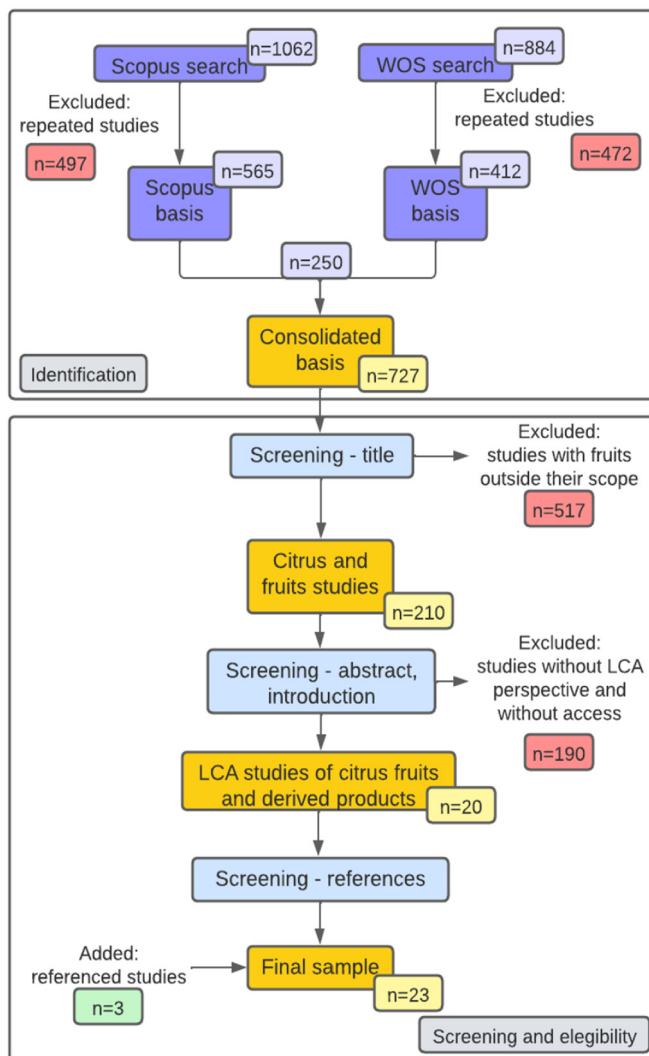 n=1062
Scopus search
n=884
WOS search
Excluded:
repeated studies
n=497
Excluded:
repeated studies
n=472
n=565
Scopus
basis
n=412
WOS
basis
n=250
Consolidated
basis
n=727
Identification
Screening - title
Excluded:
studies with fruits
outside their scope
n=517
Citrus and
fruits studies
n=210
Screening - abstract,
introduction
Excluded:
studies without LCA
perspective and
without access
n=190
LCA studies of citrus fruits
and derived products
n=20
Screening - references
Added:
referenced studies
n=3
Final sample
n=23
Screening and elegibility